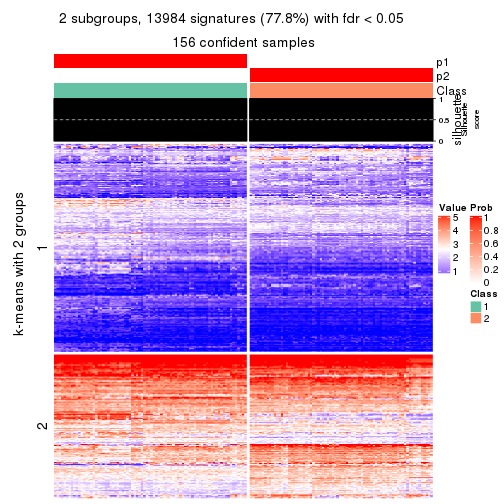 2 subgroups, 13984 signatures (77.8%) with fdr < 0.05
156 confident samples
p1
p2
Class
silhouette
1
0.5
0
Silhouette
score
k-means with 2 groups
1
2
Value
5
4
3
2
1
Prob
1
0.8
0.6
0.4
0.2
0
Class
1
2